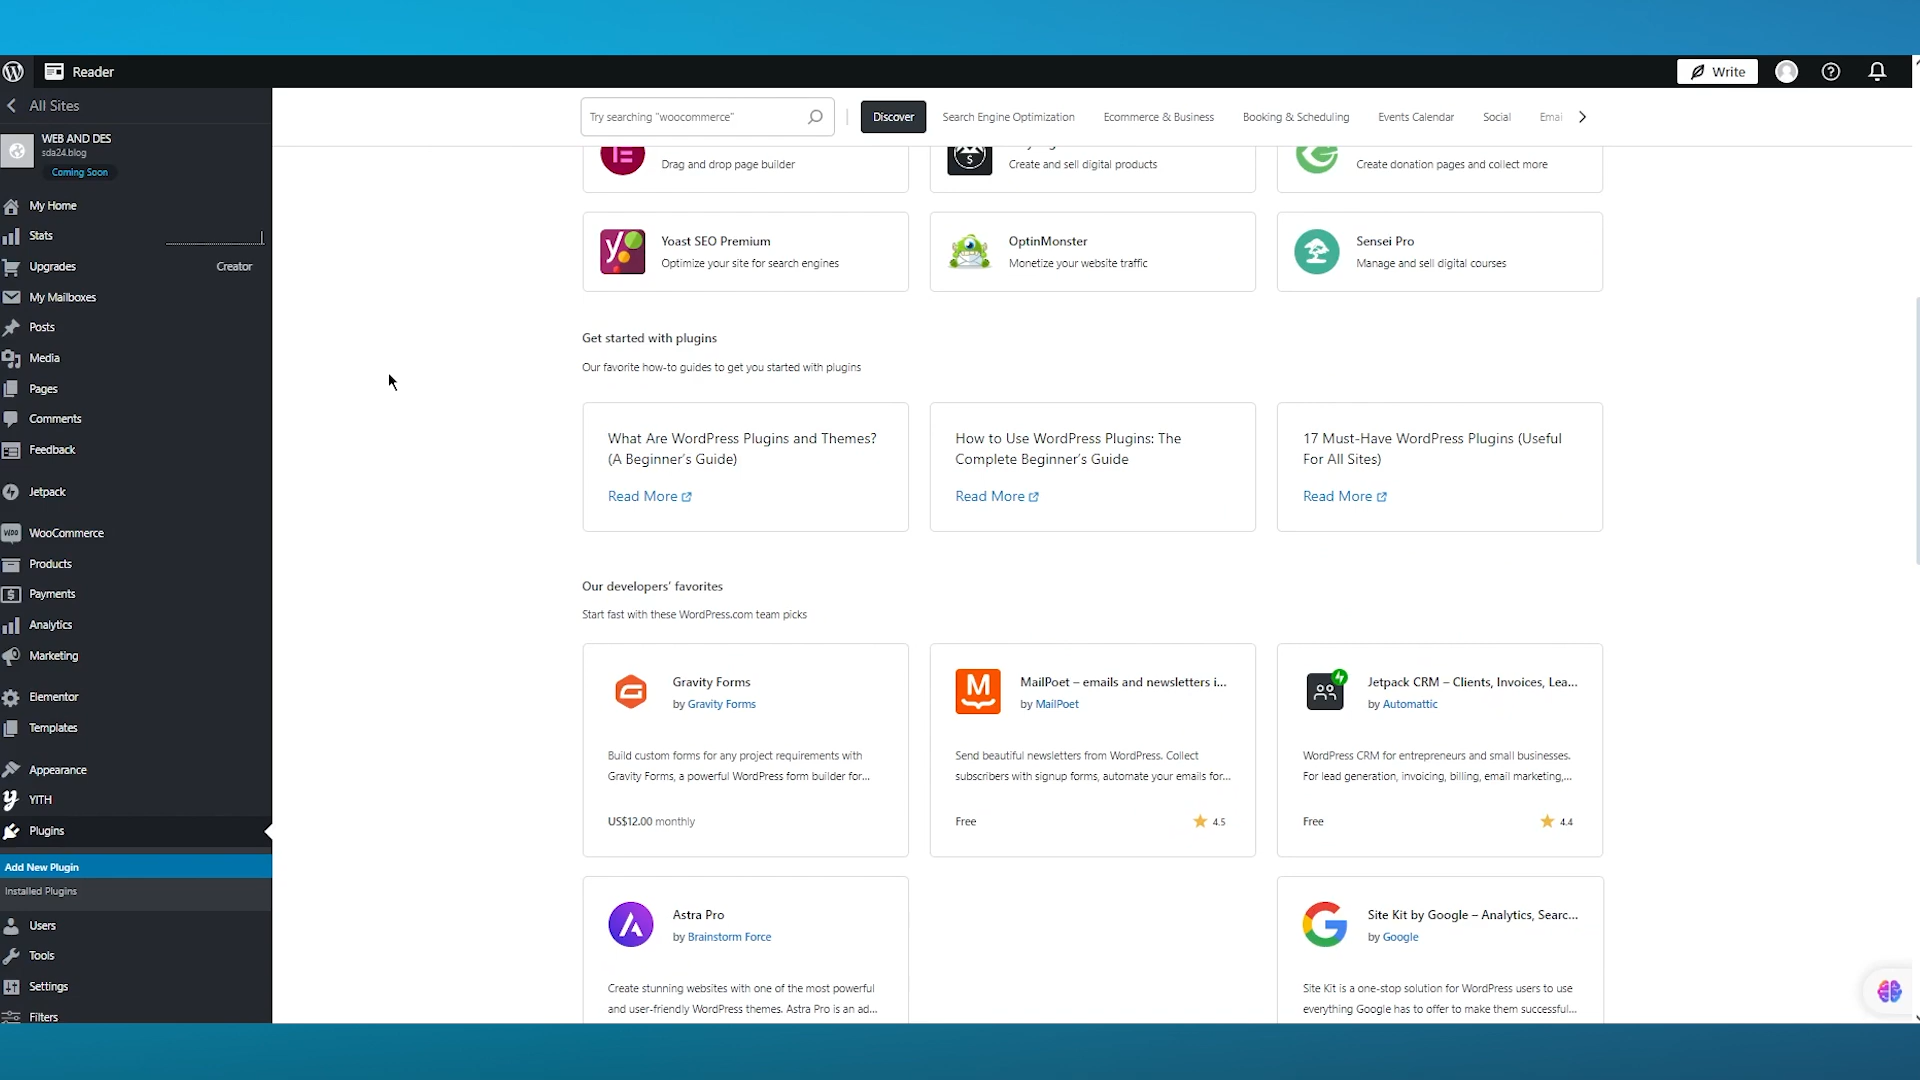 Reader
Write
All Sites
WEB AND DES
sda24.blog
Coming Soon
My Home
Stats
Upgrades
Creator
My Mailboxes
Posts
Media
Pages
Comments
Feedback
Jetpack
WooCommerce
Products
Payments
Analytics
Marketing
Elementor
Templates
Appearance
YITH
Plugins
Add New Plugin
Installed Plugins
Users
Tools
Settings
Filters
Try searching "woocommerce"
Discover
Search Engine Optimization
Ecommerce & Business
Booking & Scheduling
Events Calendar
Social
Emai
Drag and drop page builder
Create and sell digital products
Create donation pages and collect more
Yoast SEO Premium
Optimize your site for search engines
OptinMonster
Monetize your website traffic
Sensei Pro
Manage and sell digital courses
Get started with plugins
Our favorite how-to guides to get you started with plugins
What Are WordPress Plugins and Themes?
(A Beginner's Guide)
Read More
How to Use WordPress Plugins: The
Complete Beginner's Guide
Read More
17 Must-Have WordPress Plugins (Useful
For All Sites)
Read More
Our developers' favorites
Start fast with these WordPress.com team picks
Gravity Forms
by Gravity Forms
Build custom forms for any project requirements with
Gravity Forms, a powerful WordPress form builder for...
US$12.00 monthly
MailPoet – emails and newsletters i...
by MailPoet
Send beautiful newsletters from WordPress. Collect
subscribers with signup forms, automate your emails for...
Free
4.5
Jetpack CRM – Clients, Invoices, Lea...
by Automattic
WordPress CRM for entrepreneurs and small businesses.
For lead generation, invoicing, billing, email marketing,...
Free
4.4
Astra Pro
by Brainstorm Force
Create stunning websites with one of the most powerful
and user-friendly WordPress themes. Astra Pro is an ad...
Site Kit by Google – Analytics, Searc...
by Google
Site Kit is a one-stop solution for WordPress users to use
everything Google has to offer to make them successful...